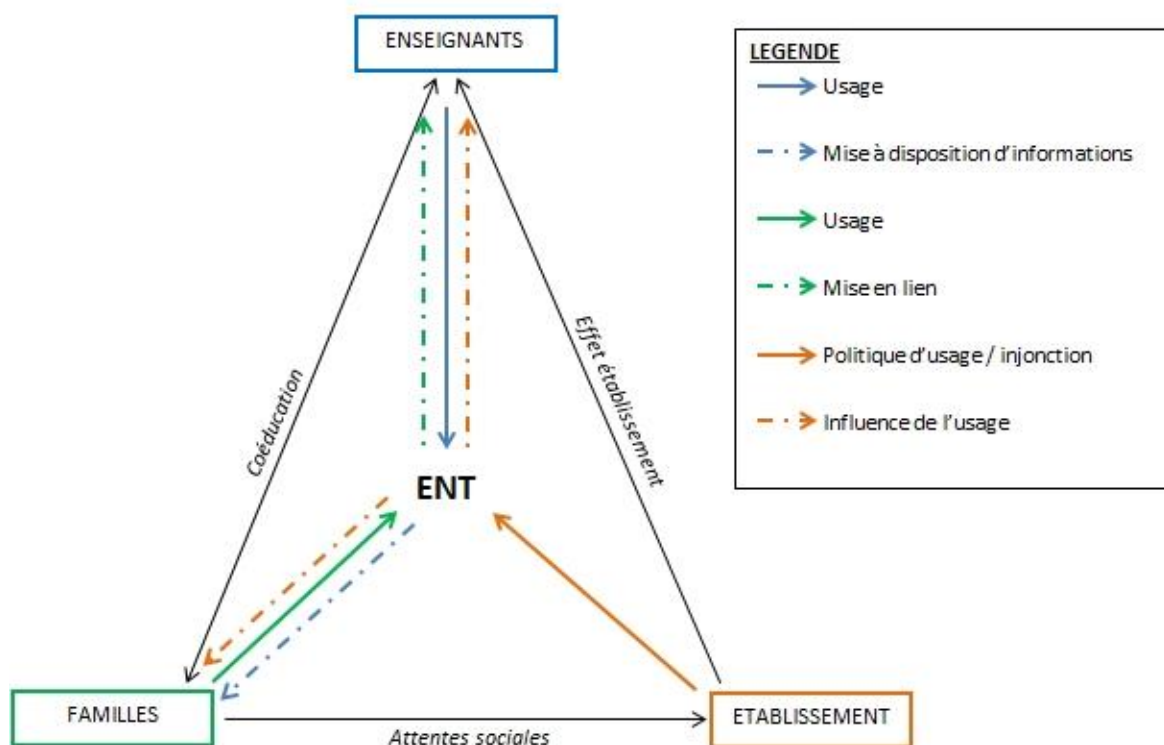 ENSEIGNANTS
LEGENDE
Usage
Mise à disposition d'informations
Usage
Mise en lien
Politique d'usage / injonction
Influence de l'usage
Coéducation
Effet établissement
ENT
FAMILLES
ETABLISSEMENT
Attentes sociales